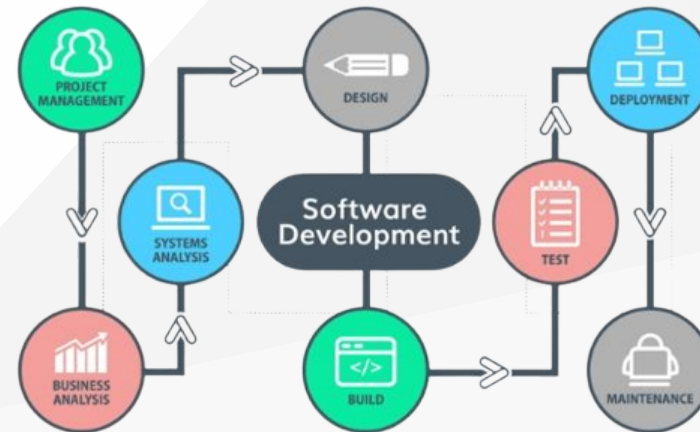 PROJECT
MANAGEMENT
BUSINESS
ANALYSIS
SYSTEMS
ANALYSIS
DESIGN
Software
Development
</>
BUILD
TEST
DEPLOYMENT
MAINTENANCE